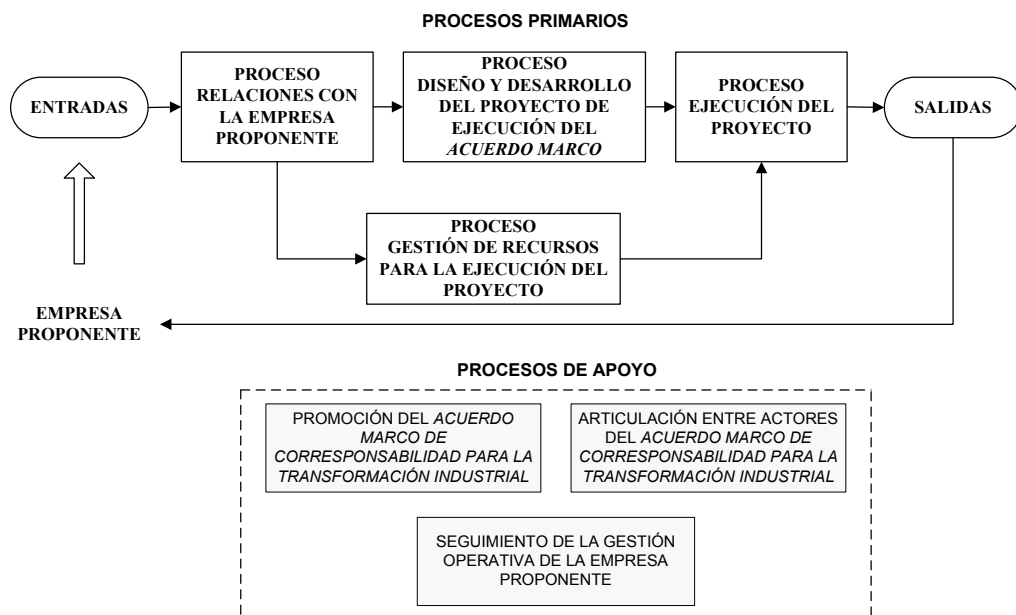 PROCESOS PRIMARIOS
ENTRADAS
PROCESO
RELACIONES CON
LA EMPRESA
PROPONENTE
PROCESO
DISEÑO Y DESARROLLO
DEL PROYECTO DE
EJECUCIÓN DEL
ACUERDO MARCO
PROCESO
EJECUCIÓN DEL
PROYECTO
SALIDAS
PROCESO
GESTIÓN DE RECURSOS
PARA LA EJECUCIÓN DEL
PROYECTO
EMPRESA
PROPONENTE
PROCESOS DE APOYO
PROMOCIÓN DEL ACUERDO
MARCO DE
CORRESPONSABILIDAD PARA LA
TRANSFORMACIÓN INDUSTRIAL
ARTICULACIÓN ENTRE ACTORES
DEL ACUERDO MARCO DE
CORRESPONSABILIDAD PARA LA
TRANSFORMACIÓN INDUSTRIAL
SEGUIMIENTO DE LA GESTIÓN
OPERATIVA DE LA EMPRESA
PROPONENTE